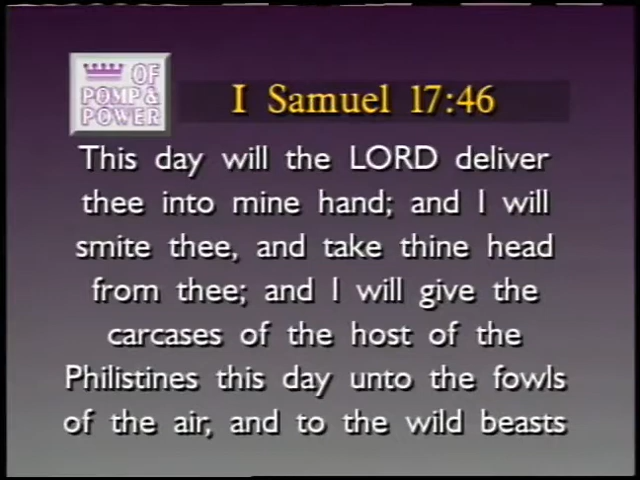 OF
POMP &
POWER
I Samuel 17:46
This day will the LORD deliver
thee into mine hand; and I will
smite thee, and take thine head
from thee; and I will give the
carcases of the host of the
Philistines this day unto the fowls
of the air, and to the wild beasts